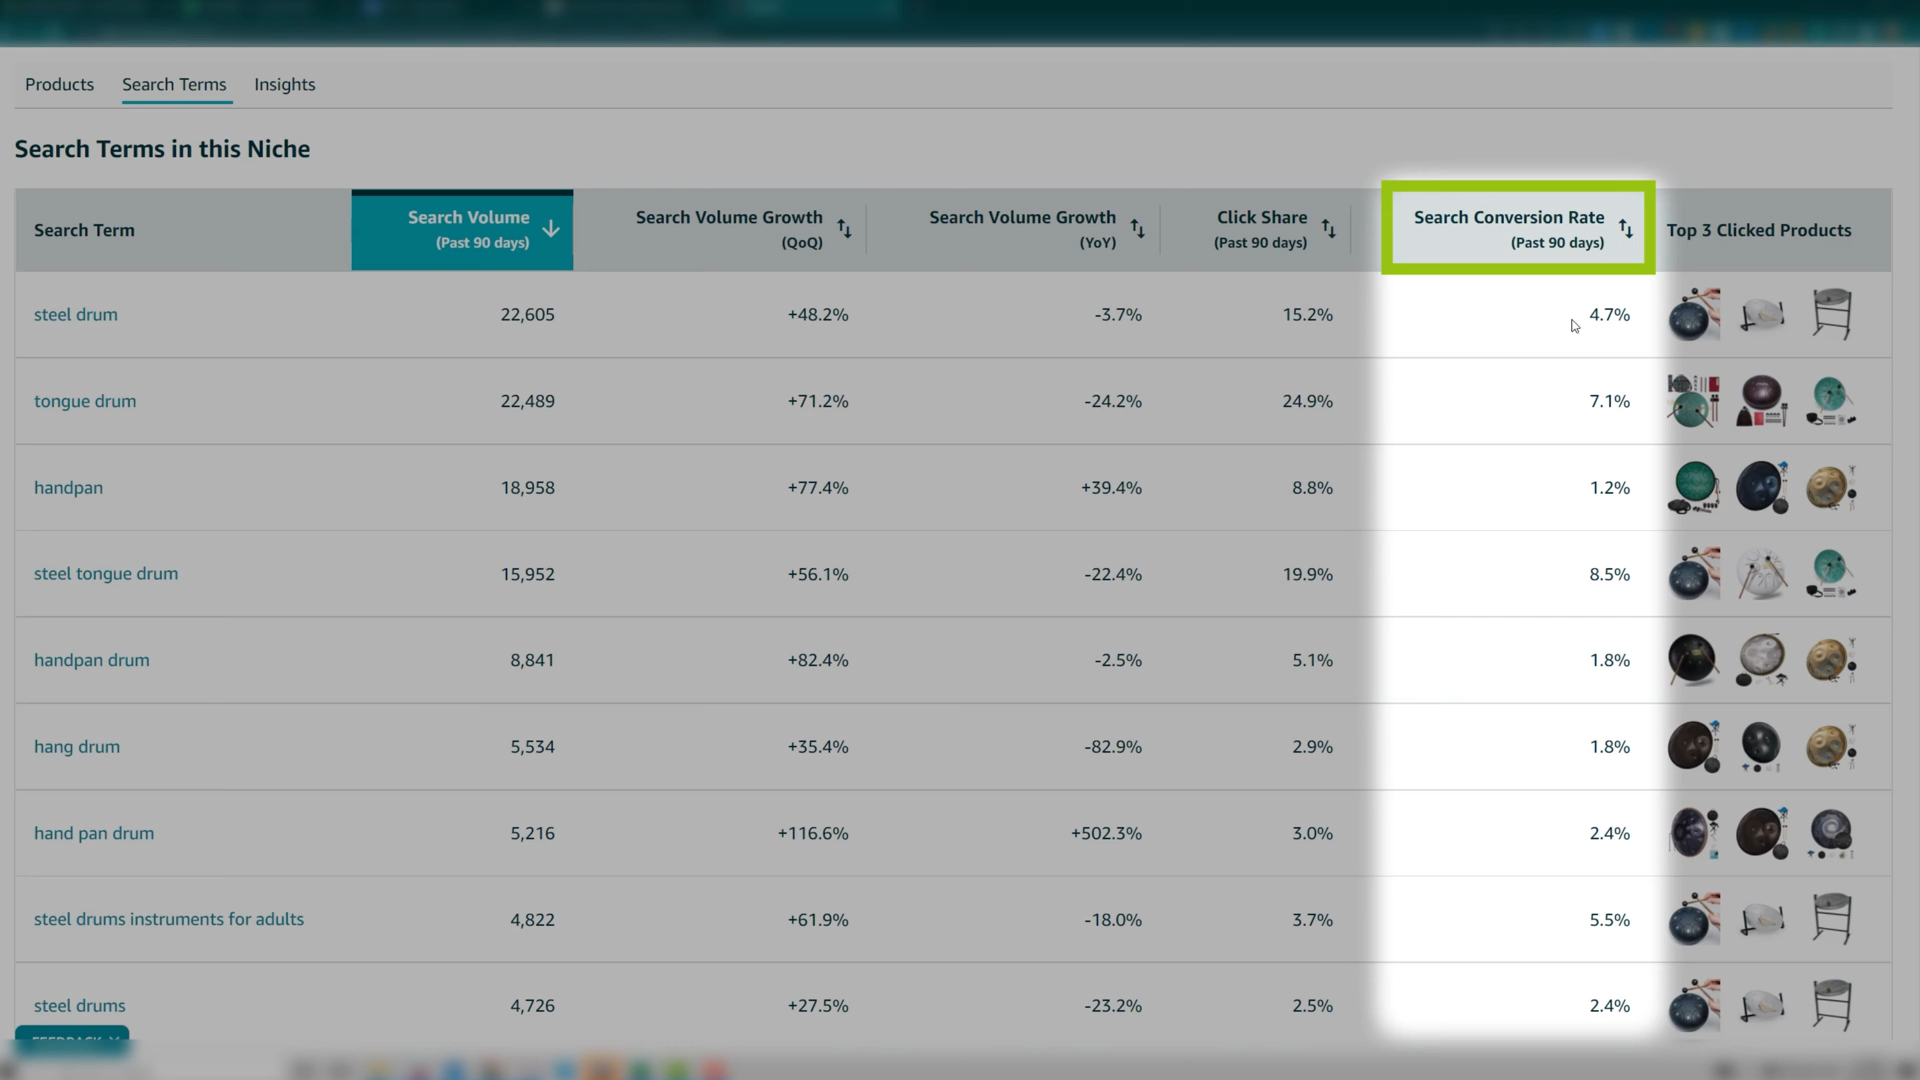 Products Search Terms Insights
Search Terms in this Niche
Search Term Search Volume (Past 90 days) Search Volume Growth (QoQ) Search Volume Growth (YoY) Click Share (Past 90 days) Search Conversion Rate (Past 90 days) Top 3 Clicked Products
steel drum 22,605 +48.2% -3.7% 15.2% 4.7%
tongue drum 22,489 +71.2% -24.2% 24.9% 7.1%
handpan 18,958 +77.4% +39.4% 8.8% 1.2%
steel tongue drum 15,952 +56.1% -22.4% 19.9% 8.5%
handpan drum 8,841 +82.4% -2.5% 5.1% 1.8%
hang drum 5,534 +35.4% -82.9% 2.9% 1.8%
hand pan drum 5,216 +116.6% +502.3% 3.0% 2.4%
steel drums instruments for adults 4,822 +61.9% -18.0% 3.7% 5.5%
steel drums 4,726 +27.5% -23.2% 2.5% 2.4%
FEEDBACK